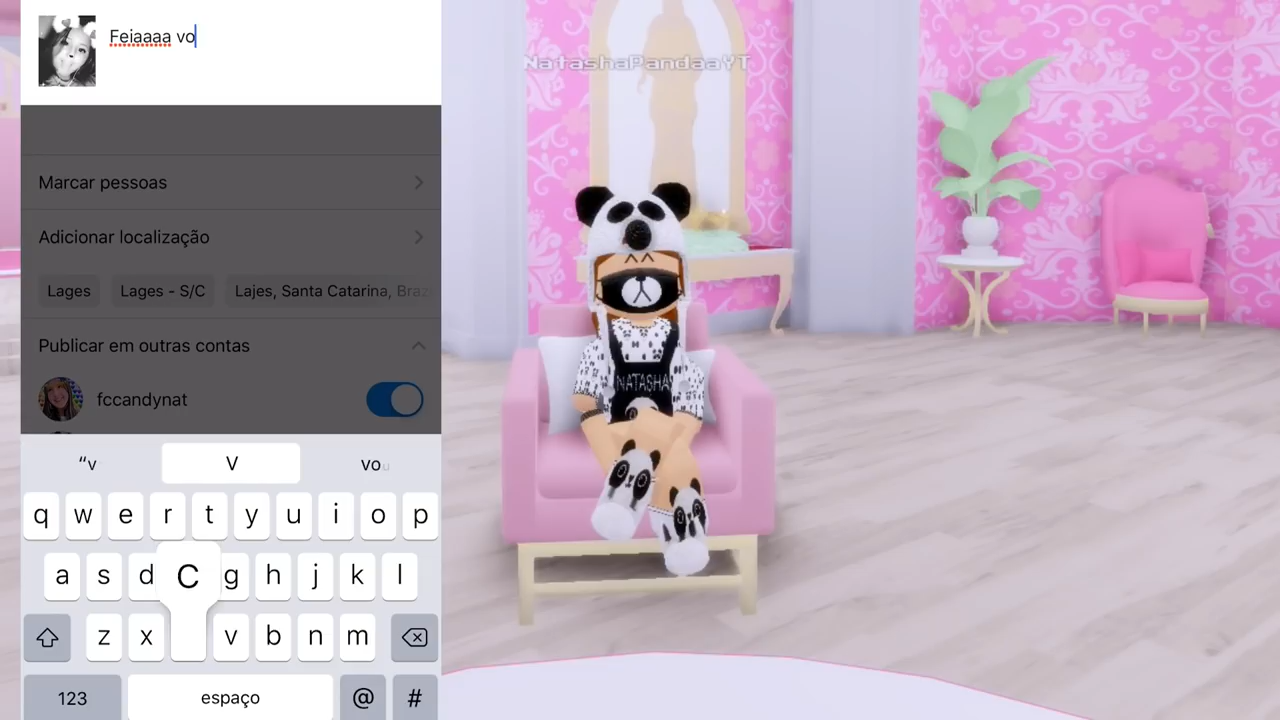 Feiaaaa vo
NatashaPandaaYT
Marcar pessoas
Adicionar localização
Lages
Lages - S/C
Lajes, Santa Catarina, Braz
Publicar em outras contas
fccandynat
NATASHA
“v
V
vou
q w e r t y u i o p
a s d C g h j k l
z x v b n m
123 espaço @ #